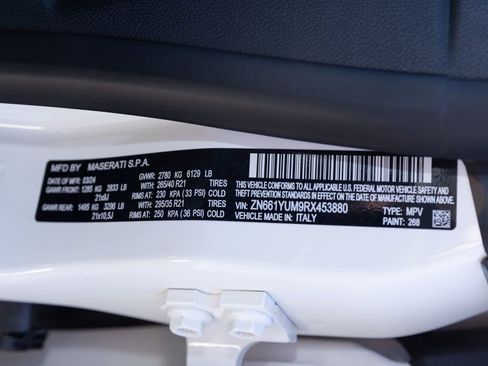 MFD BY MASERATI S.P.A.
DATE OF MFR 03/24 GVWR: 2780 KG 6129 LB
GAWR FRONT: 1285 KG 2833 LB WITH: 265/40 R21 TIRES
21x9J RIMS AT: 230 KPA (33 PSI) COLD
GAWR REAR: 1495 KG 3296 LB WITH: 295/35 R21 TIRES
21x10,5J RIMS AT: 250 KPA (36 PSI) COLD
THIS VEHICLE CONFORMS TO ALL APPLICABLE U.S. FEDERAL MOTOR VEHICLE SAFETY AND
THEFT PREVENTION STANDARDS IN EFFECT ON THE DATE OF MANUFACTURE SHOWN ABOVE
VIN: ZN661YUM9RX453880 TYPE: MPV
VEHICLE MADE IN: ITALY PAINT: 268